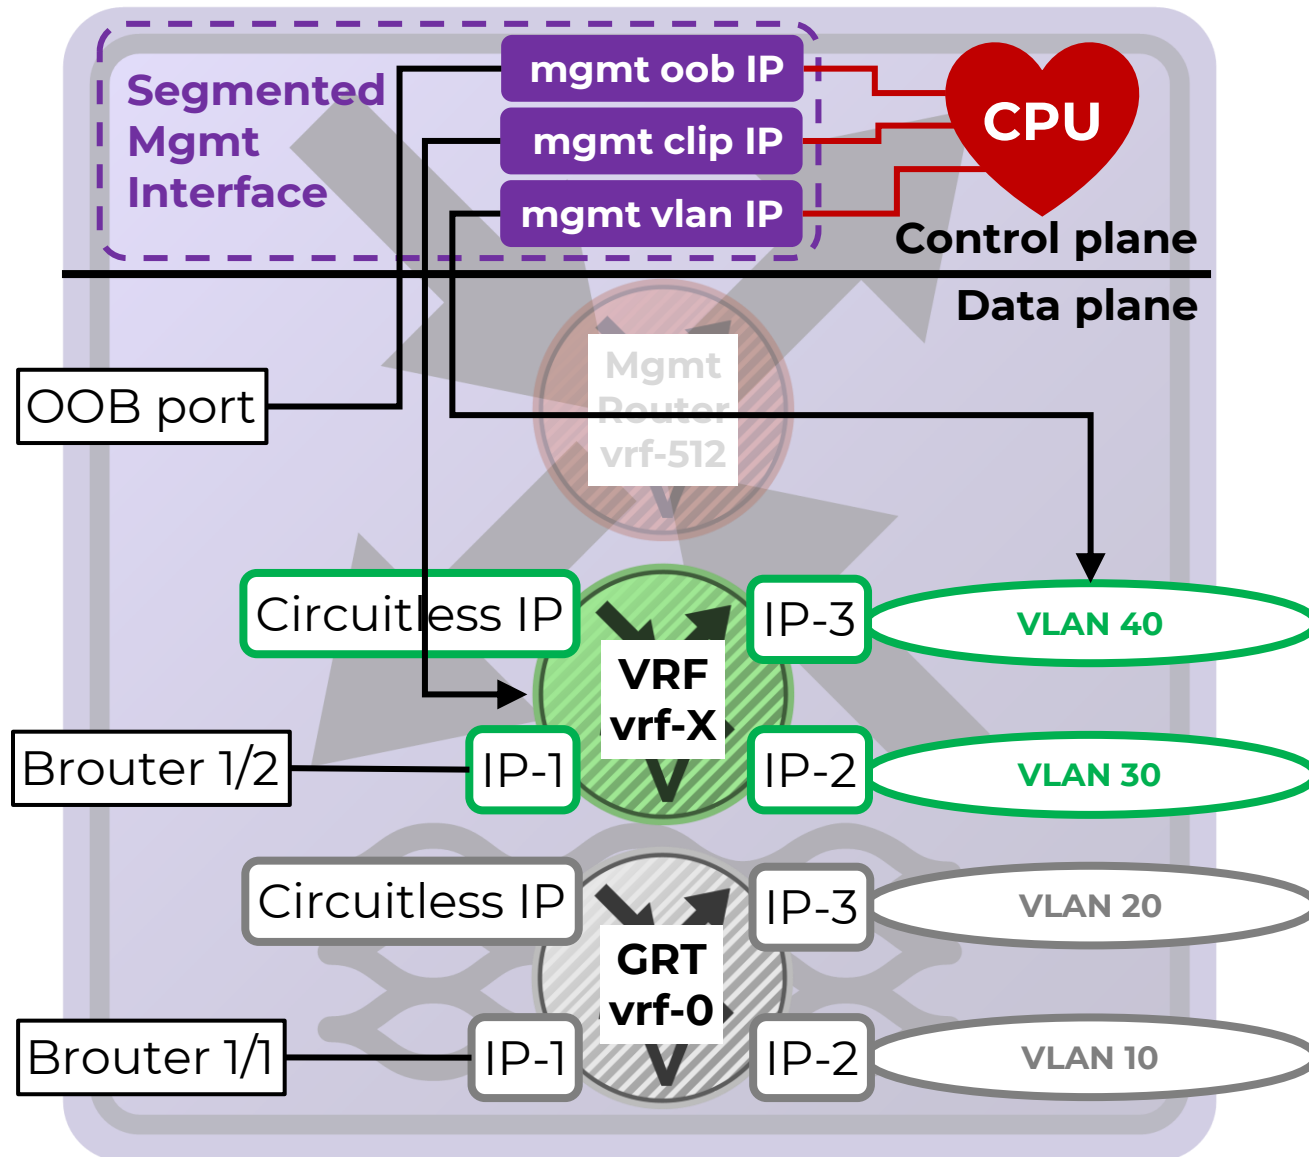 Segmented
Mgmt
Interface
mgmt oob IP
mgmt clip IP
mgmt vlan IP
CPU
Control plane
Data plane
OOB port
Mgmt
Router
vrf-512
Circuitless IP
IP-3
VLAN 40
VRF
vrf-X
Brouter 1/2
IP-1
IP-2
VLAN 30
Circuitless IP
IP-3
VLAN 20
GRT
vrf-0
Brouter 1/1
IP-1
IP-2
VLAN 10